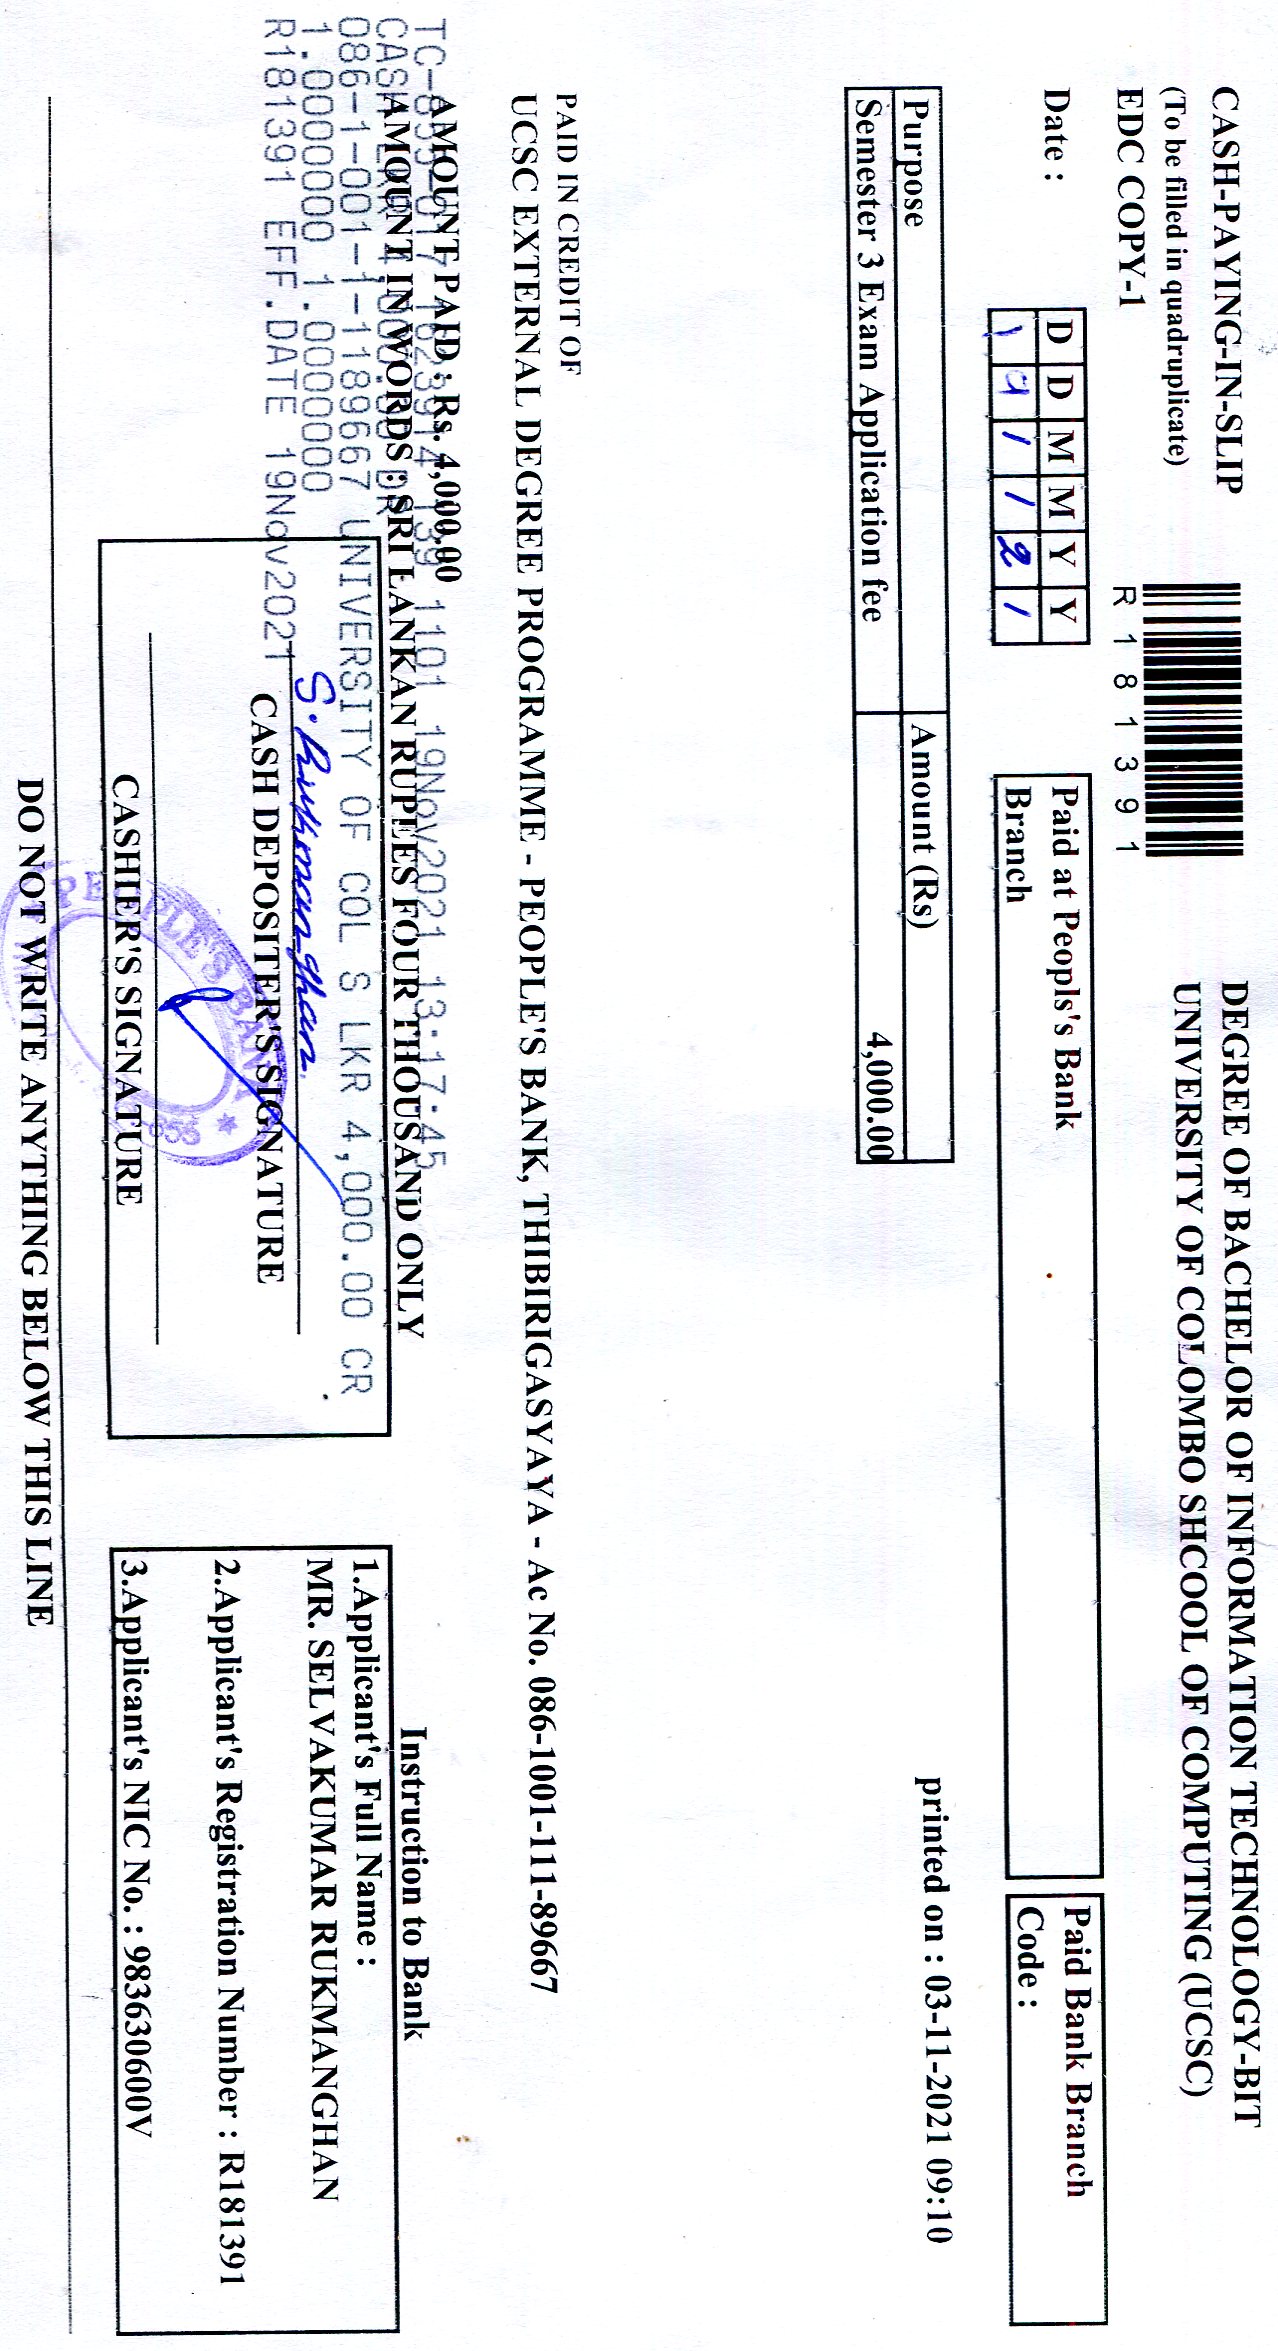 CASH-PAYING-IN-SLIP
(To be filled in quadruplicate)
EDC COPY-1
R 1 8 1 3 9 1
DEGREE OF BACHELOR OF INFORMATION TECHNOLOGY-BIT
UNIVERSITY OF COLOMBO SHCOOL OF COMPUTING (UCSC)
Date :
D D M M Y Y
1 9 1 1 2 1
Paid at Peopls's Bank
Branch
Paid Bank Branch
Code :
printed on : 03-11-2021 09:10
Purpose Amount (Rs)
Semester 3 Exam Application fee 4,000.00
PAID IN CREDIT OF
UCSC EXTERNAL DEGREE PROGRAMME - PEOPLE'S BANK, THIBIRIGASYAYA - Ac No. 086-1001-111-89667
AMOUNT PAID : Rs. 4,000.00
TC-855-017 1623914 139 1101 19Nov2021 13:17:45
AMOUNT IN WORDS : SRI LANKAN RUPEES FOUR THOUSAND ONLY
CASH LKR 4,000.00 DR
086-1-001-1-1189667 UNIVERSITY OF COL S LKR 4,000.00 CR
1.0000000 1.0000000
R181391 EFF.DATE 19Nov2021
S. Rukmanghan
CASH DEPOSITER'S SIGNATURE
PEOPLE'S BANK
CASHIER'S SIGNATURE
Instruction to Bank
1.Applicant's Full Name :
MR. SELVAKUMAR RUKMANGHAN
2.Applicant's Registration Number : R181391
3.Applicant's NIC No. : 983630600V
DO NOT WRITE ANYTHING BELOW THIS LINE